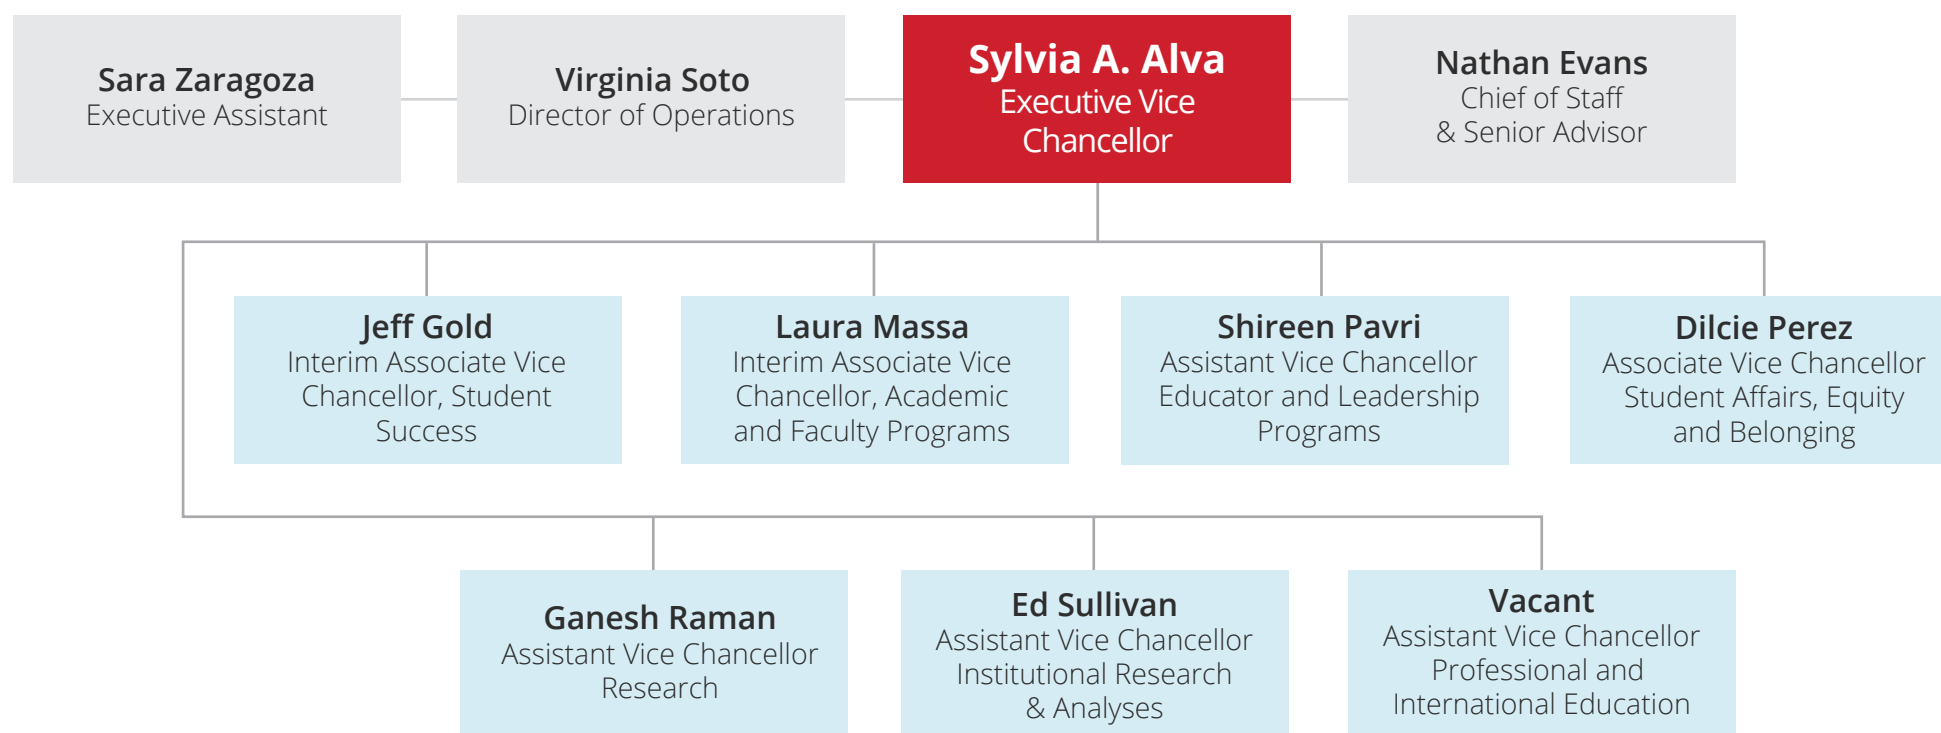 Sara Zaragoza
Executive Assistant
Virginia Soto
Director of Operations
Sylvia A. Alva
Executive Vice
Chancellor
Nathan Evans
Chief of Staff
& Senior Advisor
Jeff Gold
Interim Associate Vice
Chancellor, Student
Success
Laura Massa
Interim Associate Vice
Chancellor, Academic
and Faculty Programs
Shireen Pavri
Assistant Vice Chancellor
Educator and Leadership
Programs
Dilcie Perez
Associate Vice Chancellor
Student Affairs, Equity
and Belonging
Ganesh Raman
Assistant Vice Chancellor
Research
Ed Sullivan
Assistant Vice Chancellor
Institutional Research
& Analyses
Vacant
Assistant Vice Chancellor
Professional and
International Education